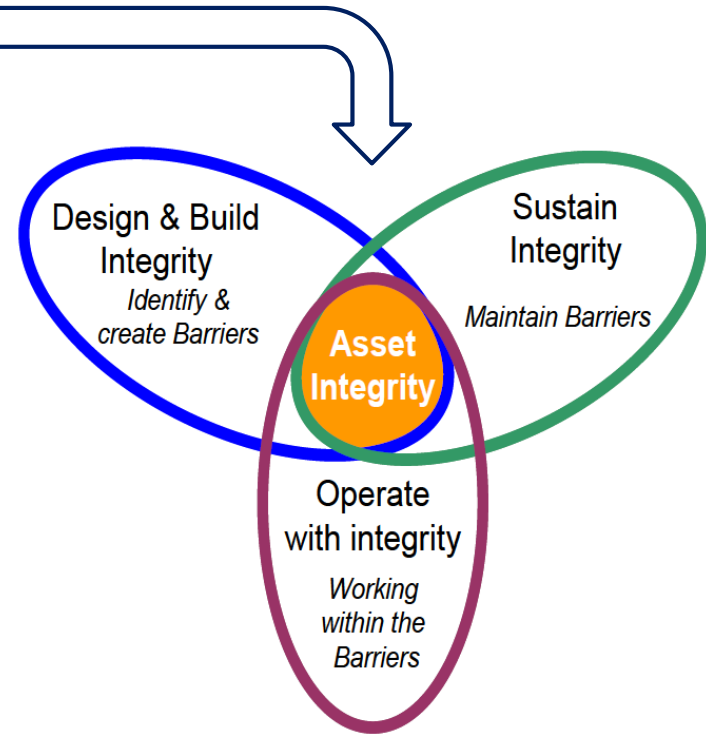 Design & Build
Integrity
Identify &
create Barriers
Sustain
Integrity
Maintain Barriers
Asset
Integrity
Operate
with integrity
Working
within the
Barriers